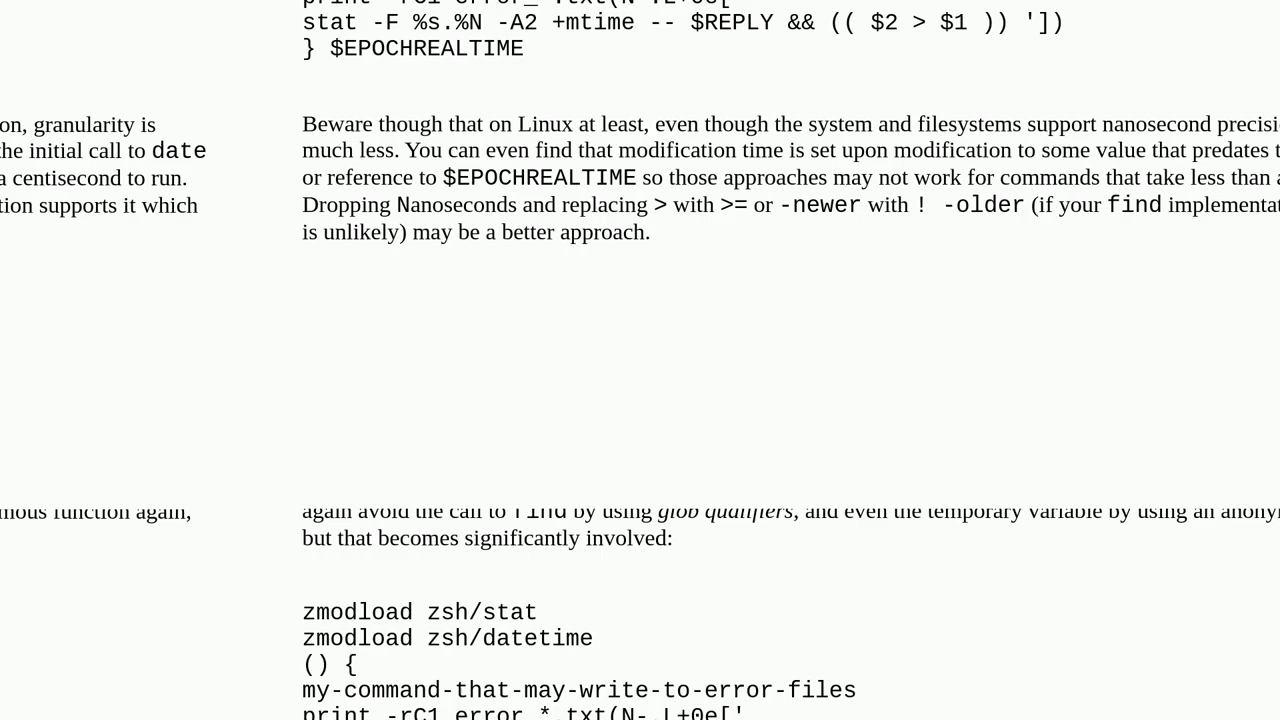 stat -F %s.%N -A2 +mtime -- $REPLY && (( $2 > $1 )) '])
} $EPOCHREALTIME
on, granularity is
the initial call to date
a centisecond to run.
tion supports it which
Beware though that on Linux at least, even though the system and filesystems support nanosecond precisi
much less. You can even find that modification time is set upon modification to some value that predates t
or reference to $EPOCHREALTIME so those approaches may not work for commands that take less than a
Dropping Nanoseconds and replacing > with >= or -newer with ! -older (if your find implementat
is unlikely) may be a better approach.
mous function again,
again avoid the call to find by using glob qualifiers, and even the temporary variable by using an anony
but that becomes significantly involved:
zmodload zsh/stat
zmodload zsh/datetime
() {
my-command-that-may-write-to-error-files
print -rC1 error_*.txt(N-.L+0e['